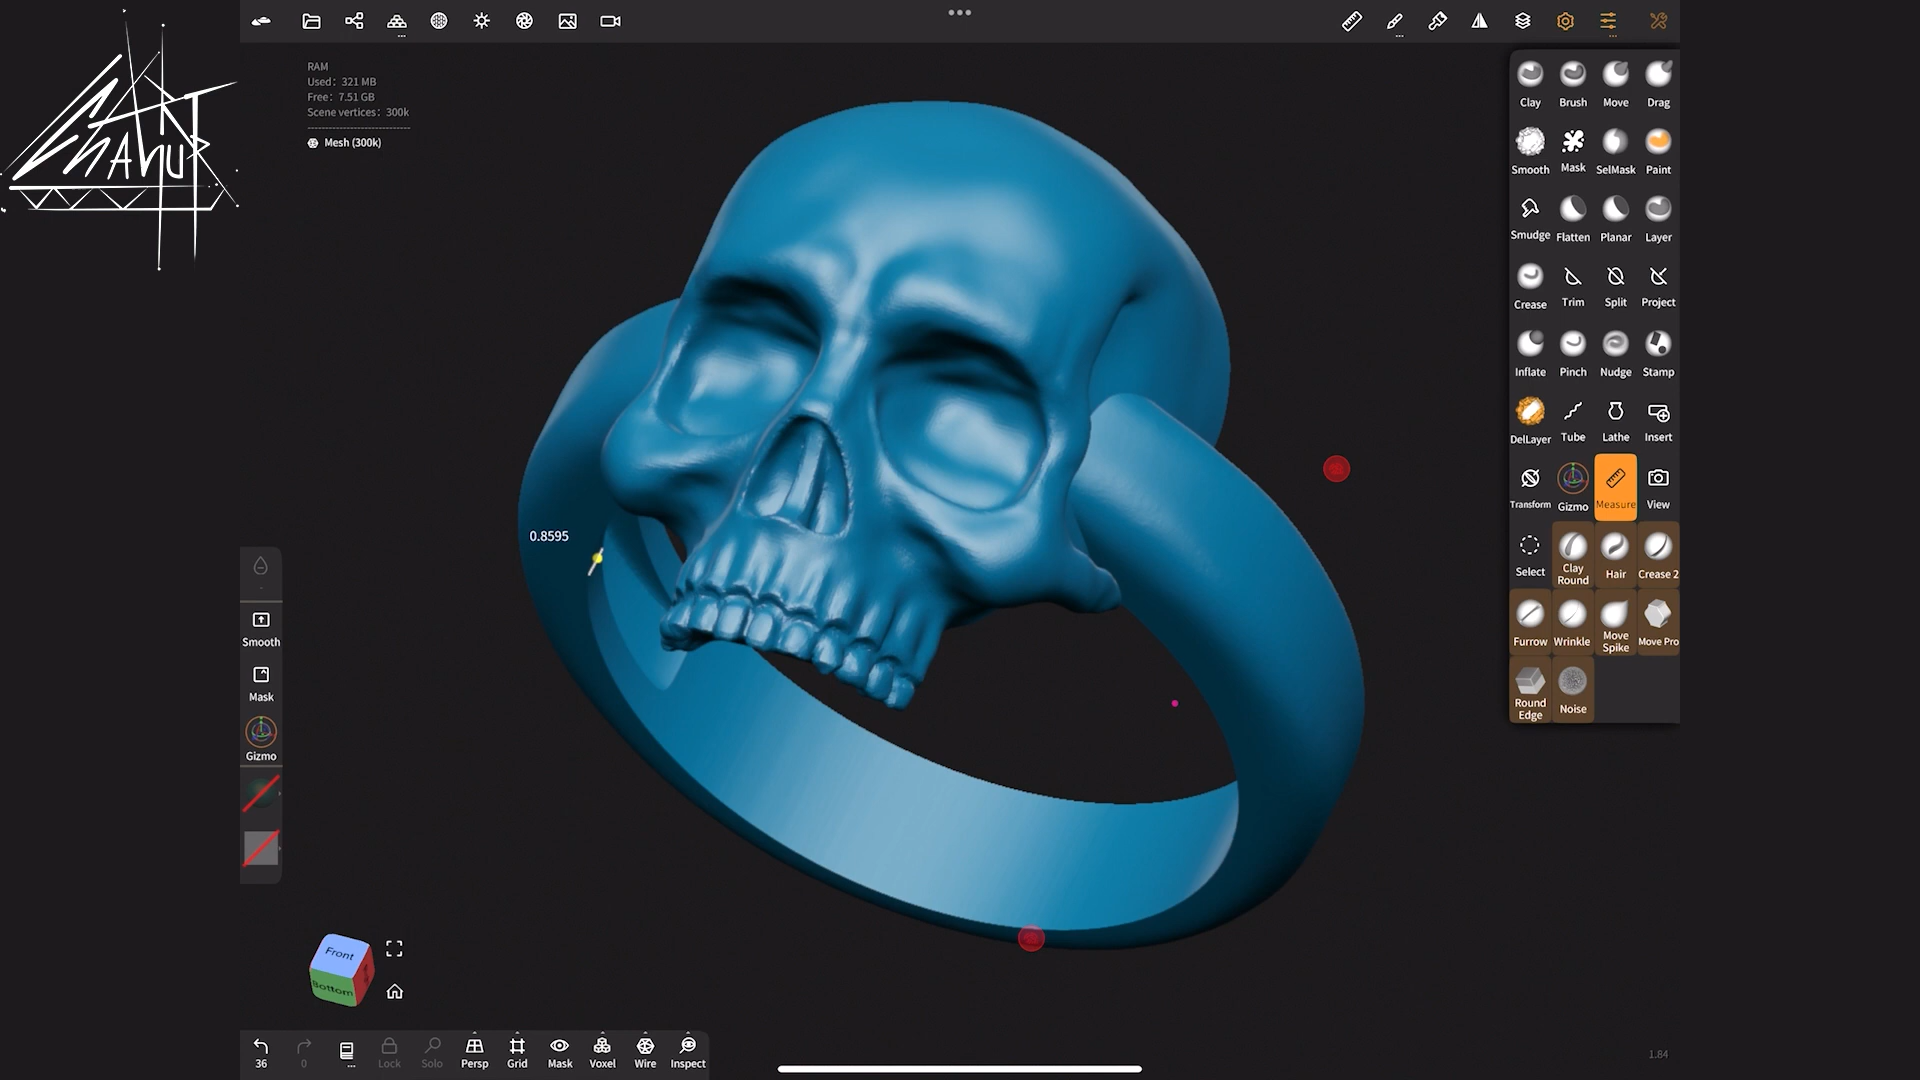 RAM
Used: 321 MB
Free: 7.51 GB
Scene vertices: 300k
Mesh (300k)
0.8595
Clay Brush Move Drag
Smooth Mask SelMask Paint
Smudge Flatten Planar Layer
Crease Trim Split Project
Inflate Pinch Nudge Stamp
DelLayer Tube Lathe Insert
Transform Gizmo Measure View
Select Clay Round Hair Crease 2
Furrow Wrinkle Move Spike Move Pro
Round Edge Noise
Smooth
Mask
Gizmo
Front
Bottom
36 0 ... Lock Solo Persp Grid Mask Voxel Wire Inspect
1.84